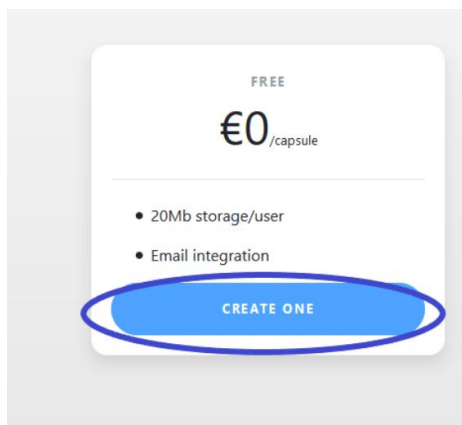 FREE
€0/capsule
20Mb storage/user
Email integration
CREATE ONE